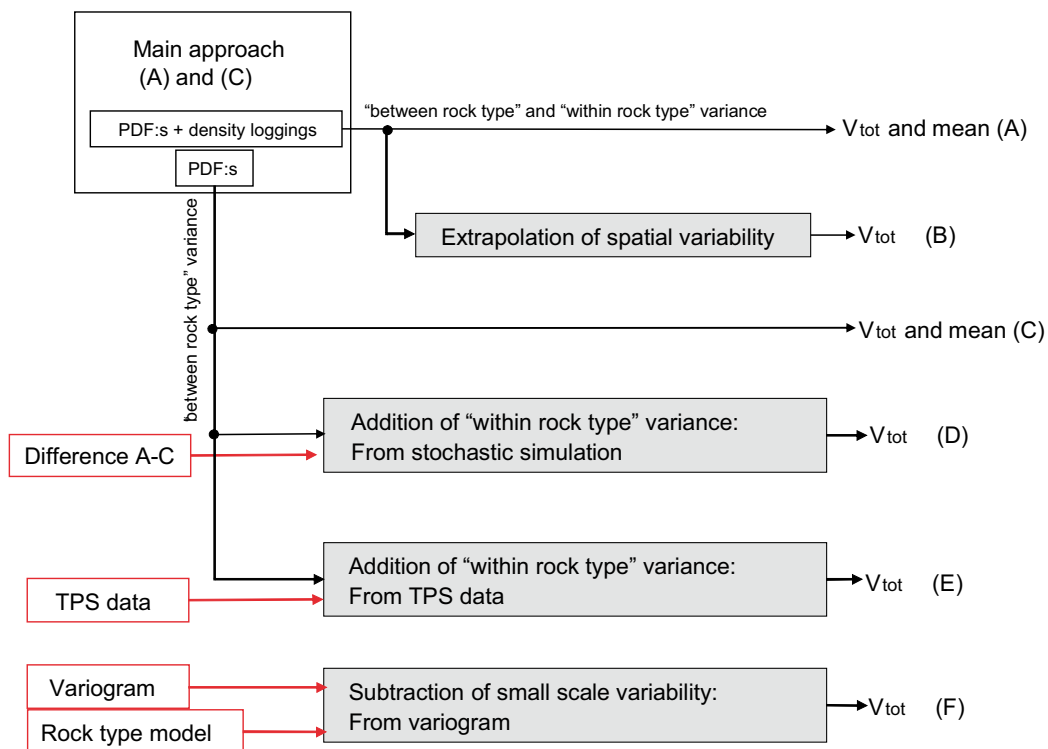 Main approach
(A) and (C)
PDF:s + density loggings
PDF:s
“between rock type” and “within rock type” variance
Vtot and mean (A)
Extrapolation of spatial variability
Vtot (B)
“between rock type” variance
Vtot and mean (C)
Addition of “within rock type” variance:
From stochastic simulation
Vtot (D)
Difference A-C
Addition of “within rock type” variance:
From TPS data
Vtot (E)
TPS data
Variogram
Rock type model
Subtraction of small scale variability:
From variogram
Vtot (F)